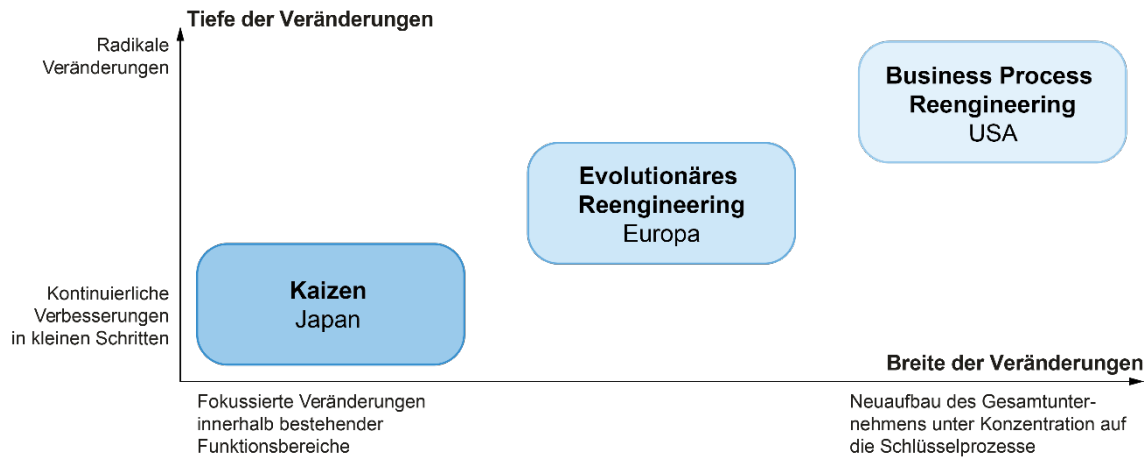 Tiefe der Veränderungen
Radikale
Veränderungen
Business Process
Reengineering
USA
Evolutionäres
Reengineering
Europa
Kaizen
Japan
Kontinuierliche
Verbesserungen
in kleinen Schritten
Breite der Veränderungen
Fokussierte Veränderungen
innerhalb bestehender
Funktionsbereiche
Neuaufbau des Gesamtunter-
nehmens unter Konzentration auf
die Schlüsselprozesse